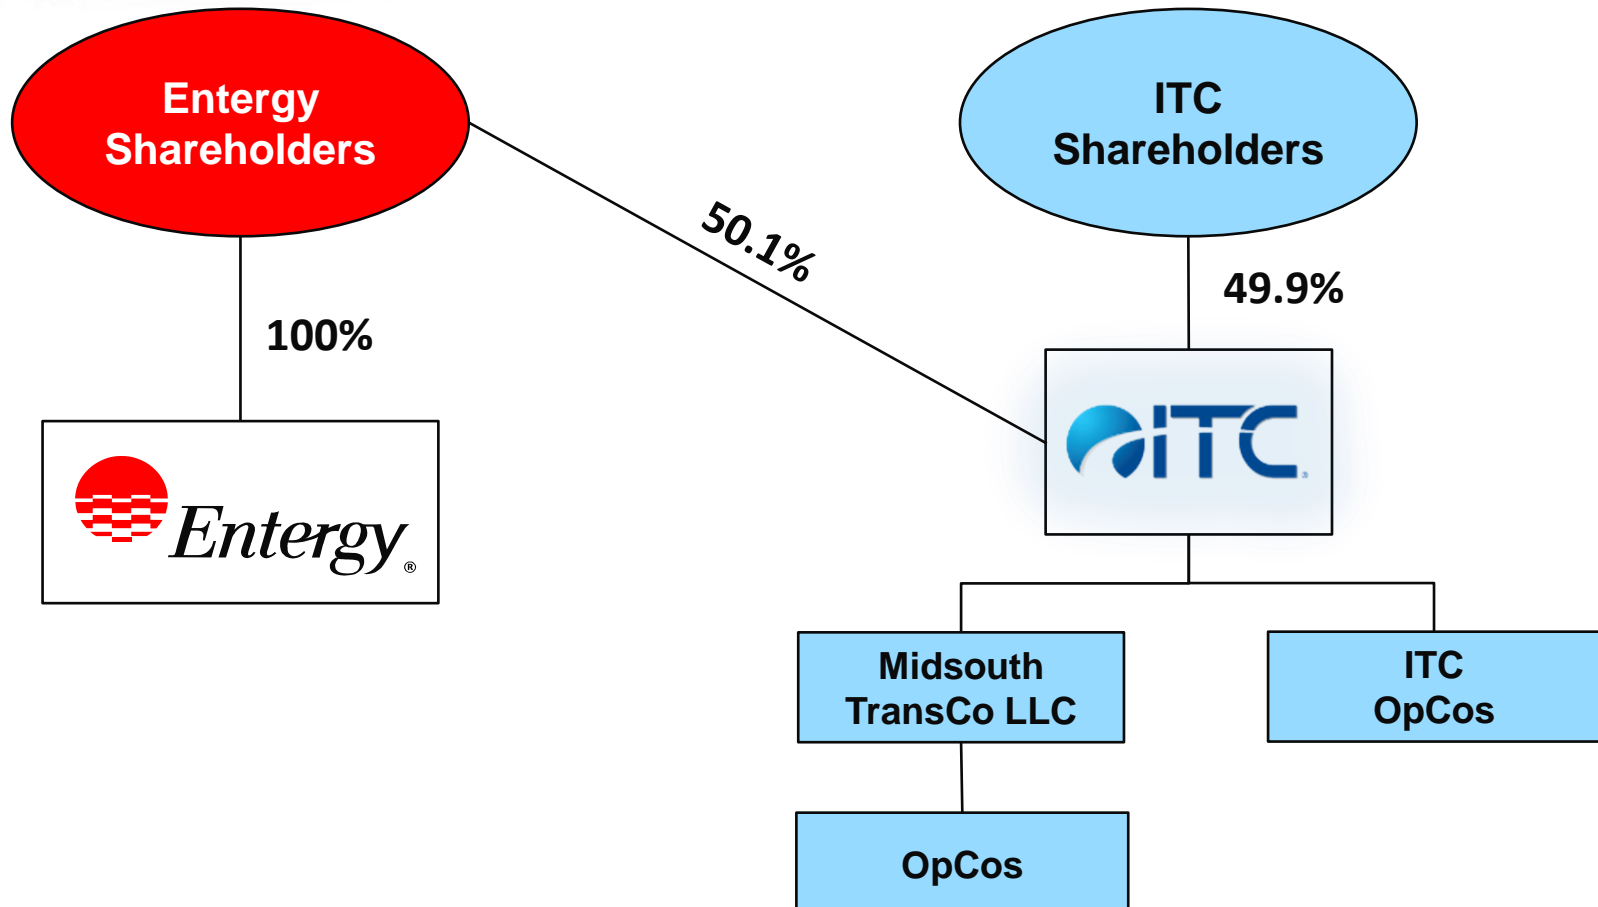 Entergy
Shareholders
ITC
Shareholders
50.1%
49.9%
100%
ITC
Entergy®
Midsouth
TransCo LLC
ITC
OpCos
OpCos